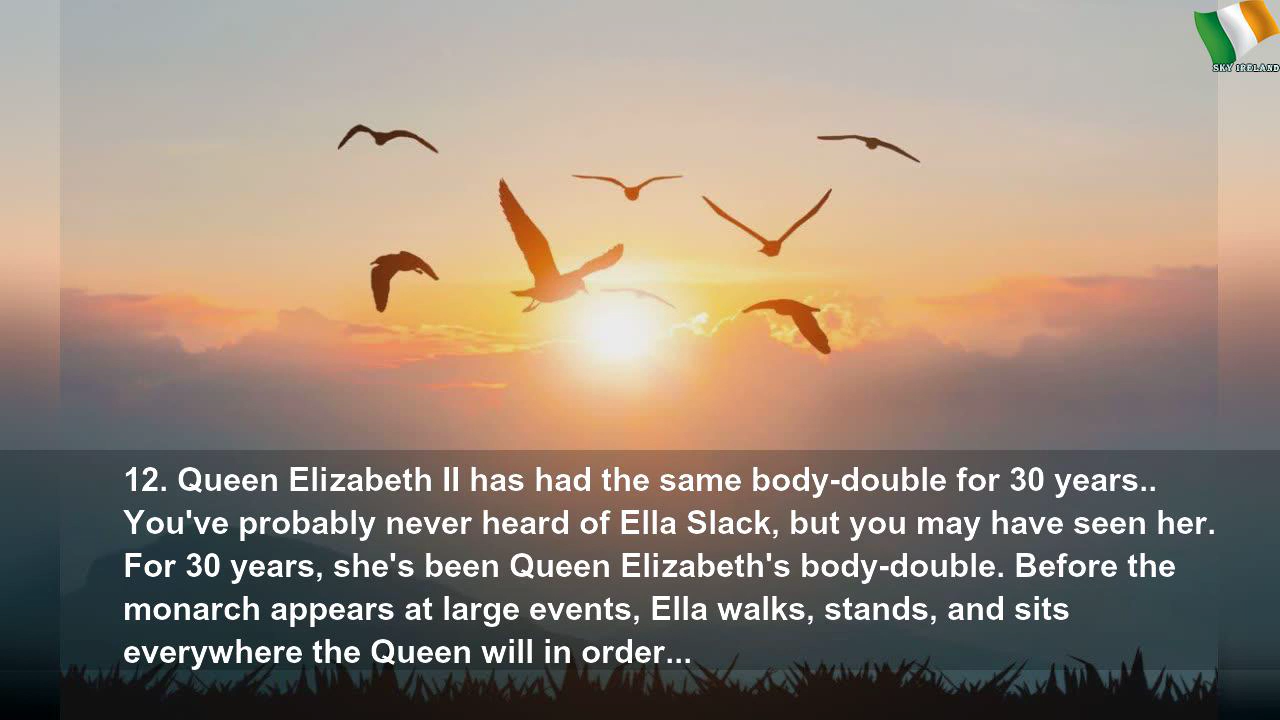 SKY IRELAND
12. Queen Elizabeth II has had the same body-double for 30 years..
You've probably never heard of Ella Slack, but you may have seen her.
For 30 years, she's been Queen Elizabeth's body-double. Before the
monarch appears at large events, Ella walks, stands, and sits
everywhere the Queen will in order...